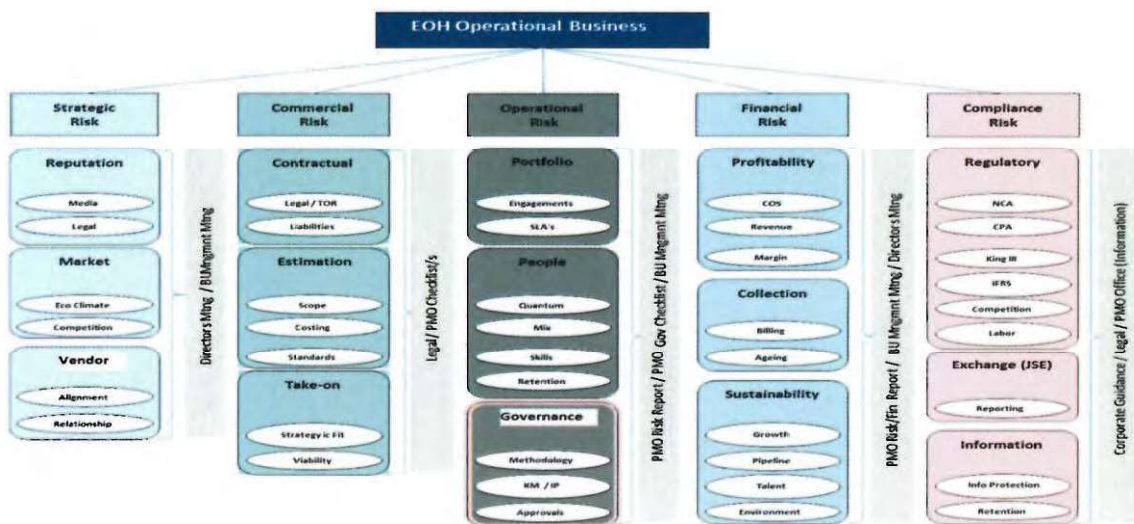 EOH Operational Business
Strategic
Risk
Reputation
Media
Legal
Market
Eco Climate
Competition
Vendor
Alignment
Relationship
Directors Mtng / BUMngmnt Mtng
Commercial
Risk
Contractual
Legal / TOR
Liabilities
Estimation
Scope
Costing
Standards
Take-on
Strategic Fit
Viability
Legal / PMO Checklist/s
Operational
Risk
Portfolio
Engagements
SLA's
People
Quantum
Mix
Skills
Retention
Governance
Methodology
KM / IP
Approvals
PMO Risk Report / PMO Gov Checklist / BU Mngmnt Mtng
Financial
Risk
Profitability
COS
Revenue
Margin
Collection
Billing
Ageing
Sustainability
Growth
Pipeline
Talent
Environment
PMO Risk/Fin Report / BU Mngmnt Mtng / Directors Mtng
Compliance
Risk
Regulatory
NCA
CPA
King III
IFRS
Competition
Labor
Exchange (JSE)
Reporting
Information
Info Protection
Retention
Corporate Guidance / Legal / PMO Office (Information)